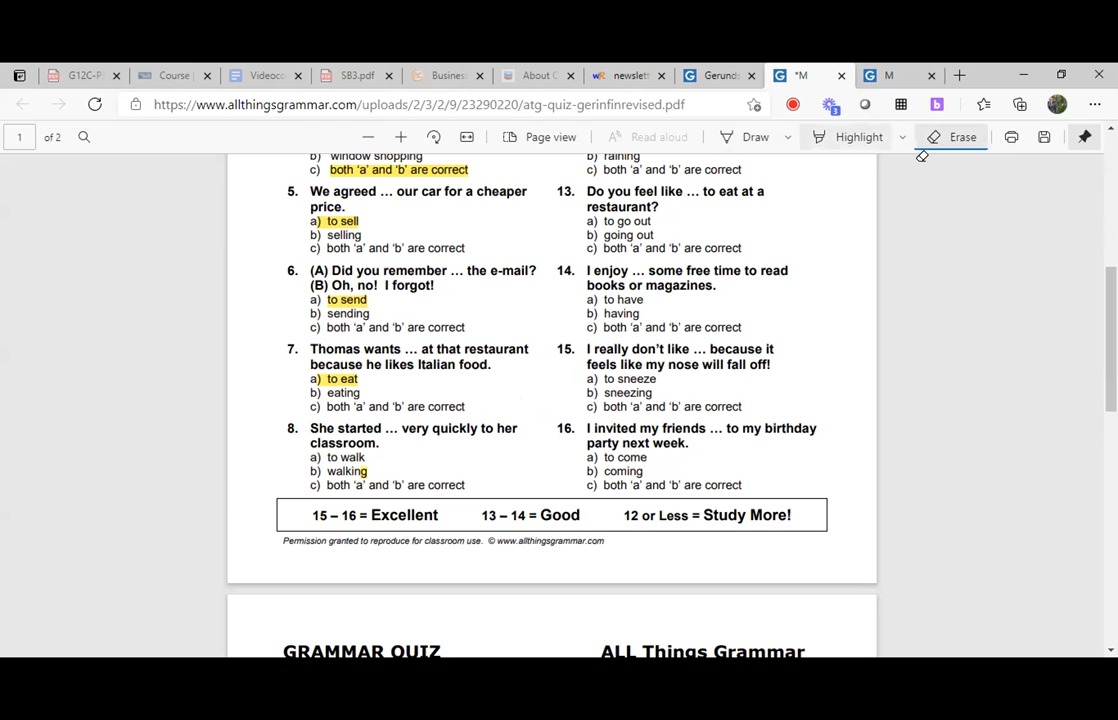 G12C-P
Course
Videoco
SB3.pdf
Busines
About C
newslet
Gerunds
*M
M
https://www.allthingsgrammar.com/uploads/2/3/2/9/23290220/atg-quiz-gerinfinrevised.pdf
3
1 of 2
Page view
Read aloud
Draw
Highlight
Erase
b) window shopping
c) both 'a' and 'b' are correct
5. We agreed … our car for a cheaper
price.
a) to sell
b) selling
c) both 'a' and 'b' are correct
6. (A) Did you remember … the e-mail?
(B) Oh, no! I forgot!
a) to send
b) sending
c) both 'a' and 'b' are correct
7. Thomas wants … at that restaurant
because he likes Italian food.
a) to eat
b) eating
c) both 'a' and 'b' are correct
8. She started … very quickly to her
classroom.
a) to walk
b) walking
c) both 'a' and 'b' are correct
b) raining
c) both 'a' and 'b' are correct
13. Do you feel like … to eat at a
restaurant?
a) to go out
b) going out
c) both 'a' and 'b' are correct
14. I enjoy … some free time to read
books or magazines.
a) to have
b) having
c) both 'a' and 'b' are correct
15. I really don't like … because it
feels like my nose will fall off!
a) to sneeze
b) sneezing
c) both 'a' and 'b' are correct
16. I invited my friends … to my birthday
party next week.
a) to come
b) coming
c) both 'a' and 'b' are correct
15 – 16 = Excellent 13 – 14 = Good 12 or Less = Study More!
Permission granted to reproduce for classroom use. © www.allthingsgrammar.com
GRAMMAR QUIZ ALL Things Grammar